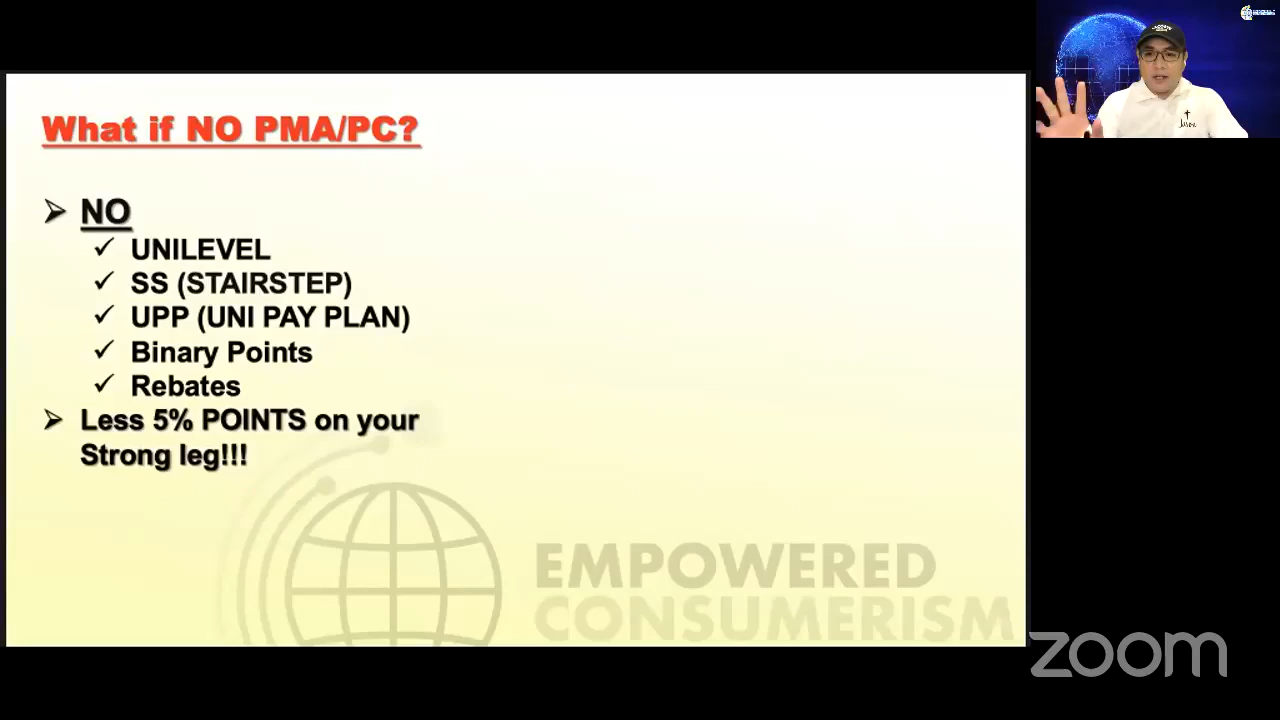 What if NO PMA/PC?
NO
UNILEVEL
SS (STAIRSTEP)
UPP (UNI PAY PLAN)
Binary Points
Rebates
Less 5% POINTS on your
Strong leg!!!
EMPOWERED
CONSUMERISM
zoom